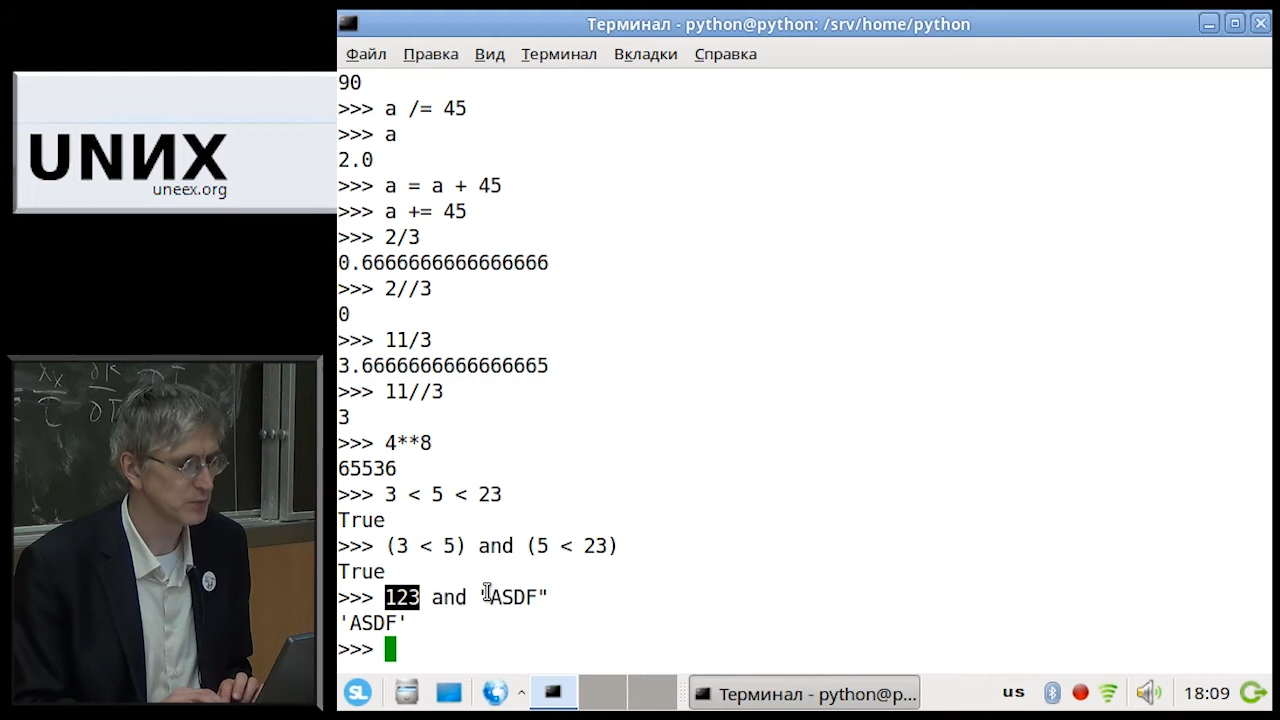 Терминал - python@python: /srv/home/python
Файл Правка Вид Терминал Вкладки Справка
UNИX
uneex.org
90
>>> a /= 45
>>> a
2.0
>>> a = a + 45
>>> a += 45
>>> 2/3
0.6666666666666666
>>> 2//3
0
>>> 11/3
3.6666666666666665
>>> 11//3
3
>>> 4**8
65536
>>> 3 < 5 < 23
True
>>> (3 < 5) and (5 < 23)
True
>>> 123 and "ASDF"
'ASDF'
>>>
SL
Терминал - python@p...
us
18:09